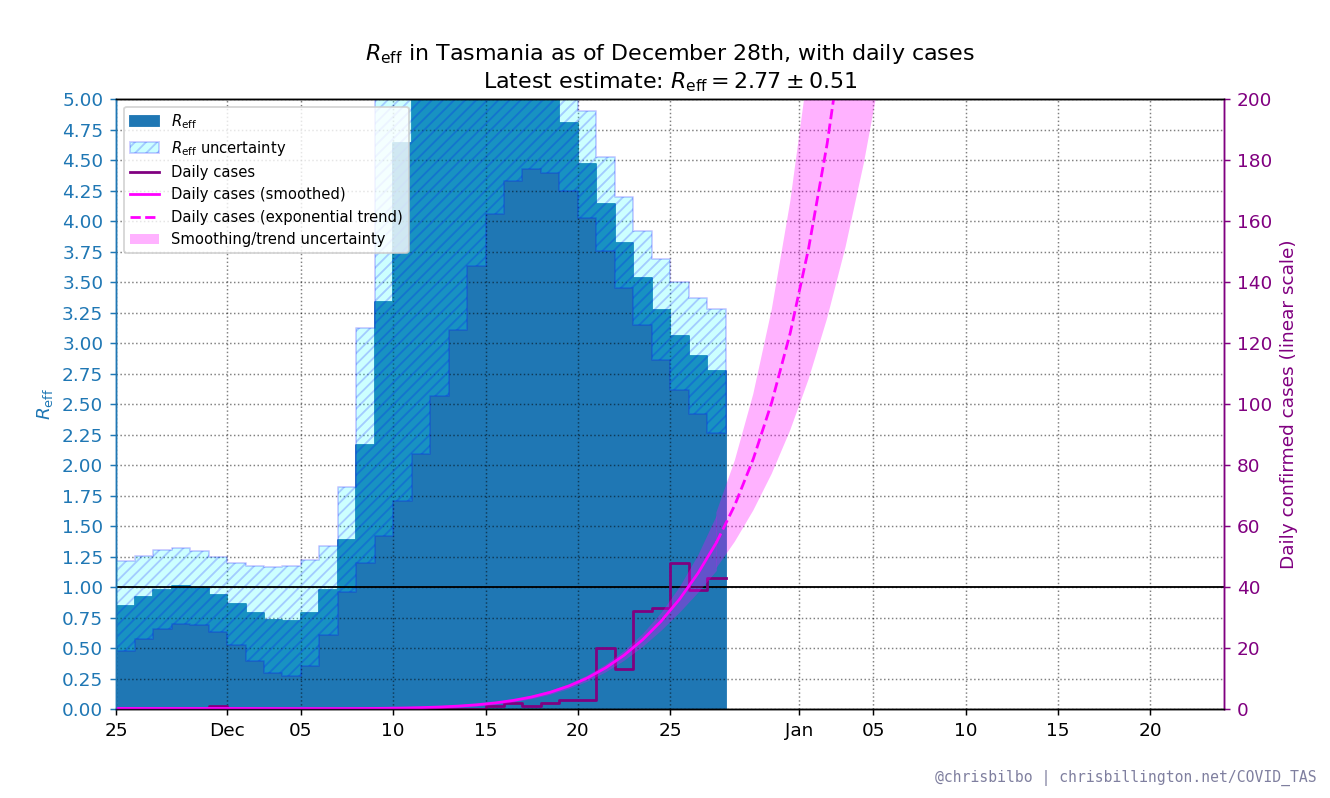 R_eff in Tasmania as of December 28th, with daily cases
Latest estimate: R_eff = 2.77 ± 0.51
R_eff
R_eff uncertainty
Daily cases
Daily cases (smoothed)
Daily cases (exponential trend)
Smoothing/trend uncertainty
R_eff
5.00
4.75
4.50
4.25
4.00
3.75
3.50
3.25
3.00
2.75
2.50
2.25
2.00
1.75
1.50
1.25
1.00
0.75
0.50
0.25
0.00
200
180
160
140
120
100
80
60
40
20
0
Daily confirmed cases (linear scale)
25 Dec 05 10 15 20 25 Jan 05 10 15 20
@chrisbilbo | chrisbillington.net/COVID_TAS